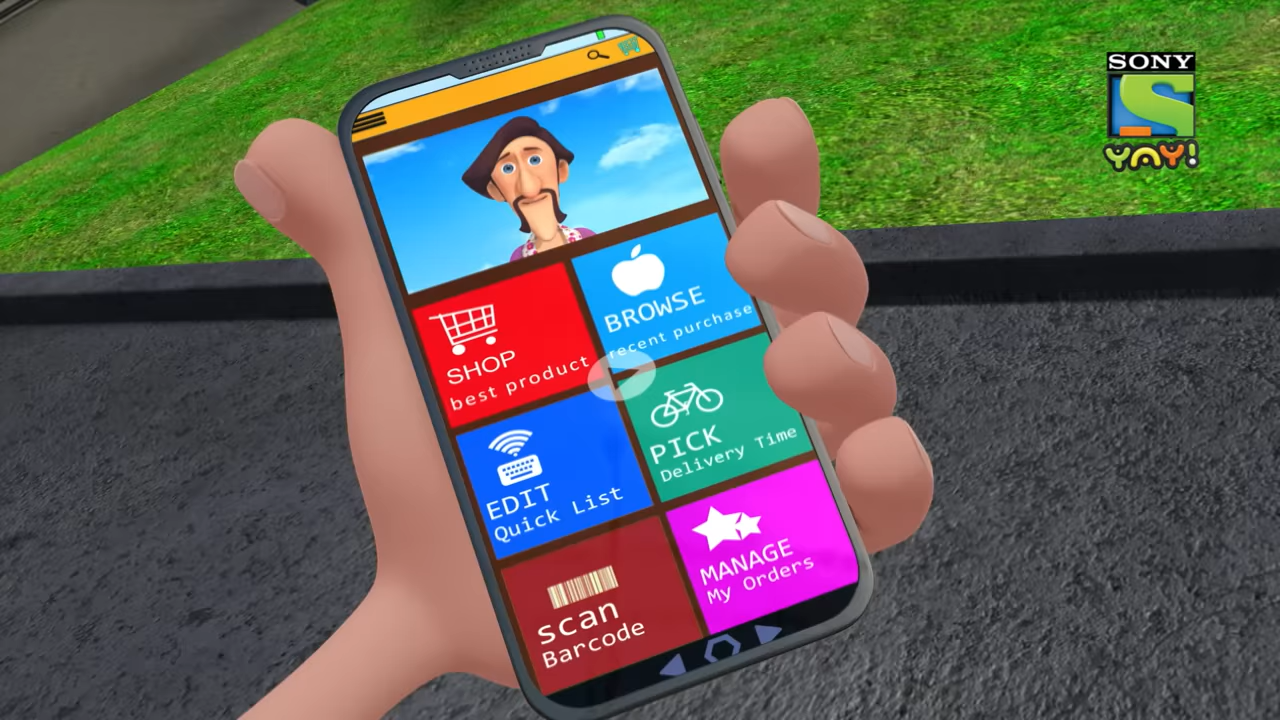 SONY
YAY!
SHOP
best product
BROWSE
recent purchase
EDIT
Quick List
PICK
Delivery Time
scan
Barcode
MANAGE
My Orders